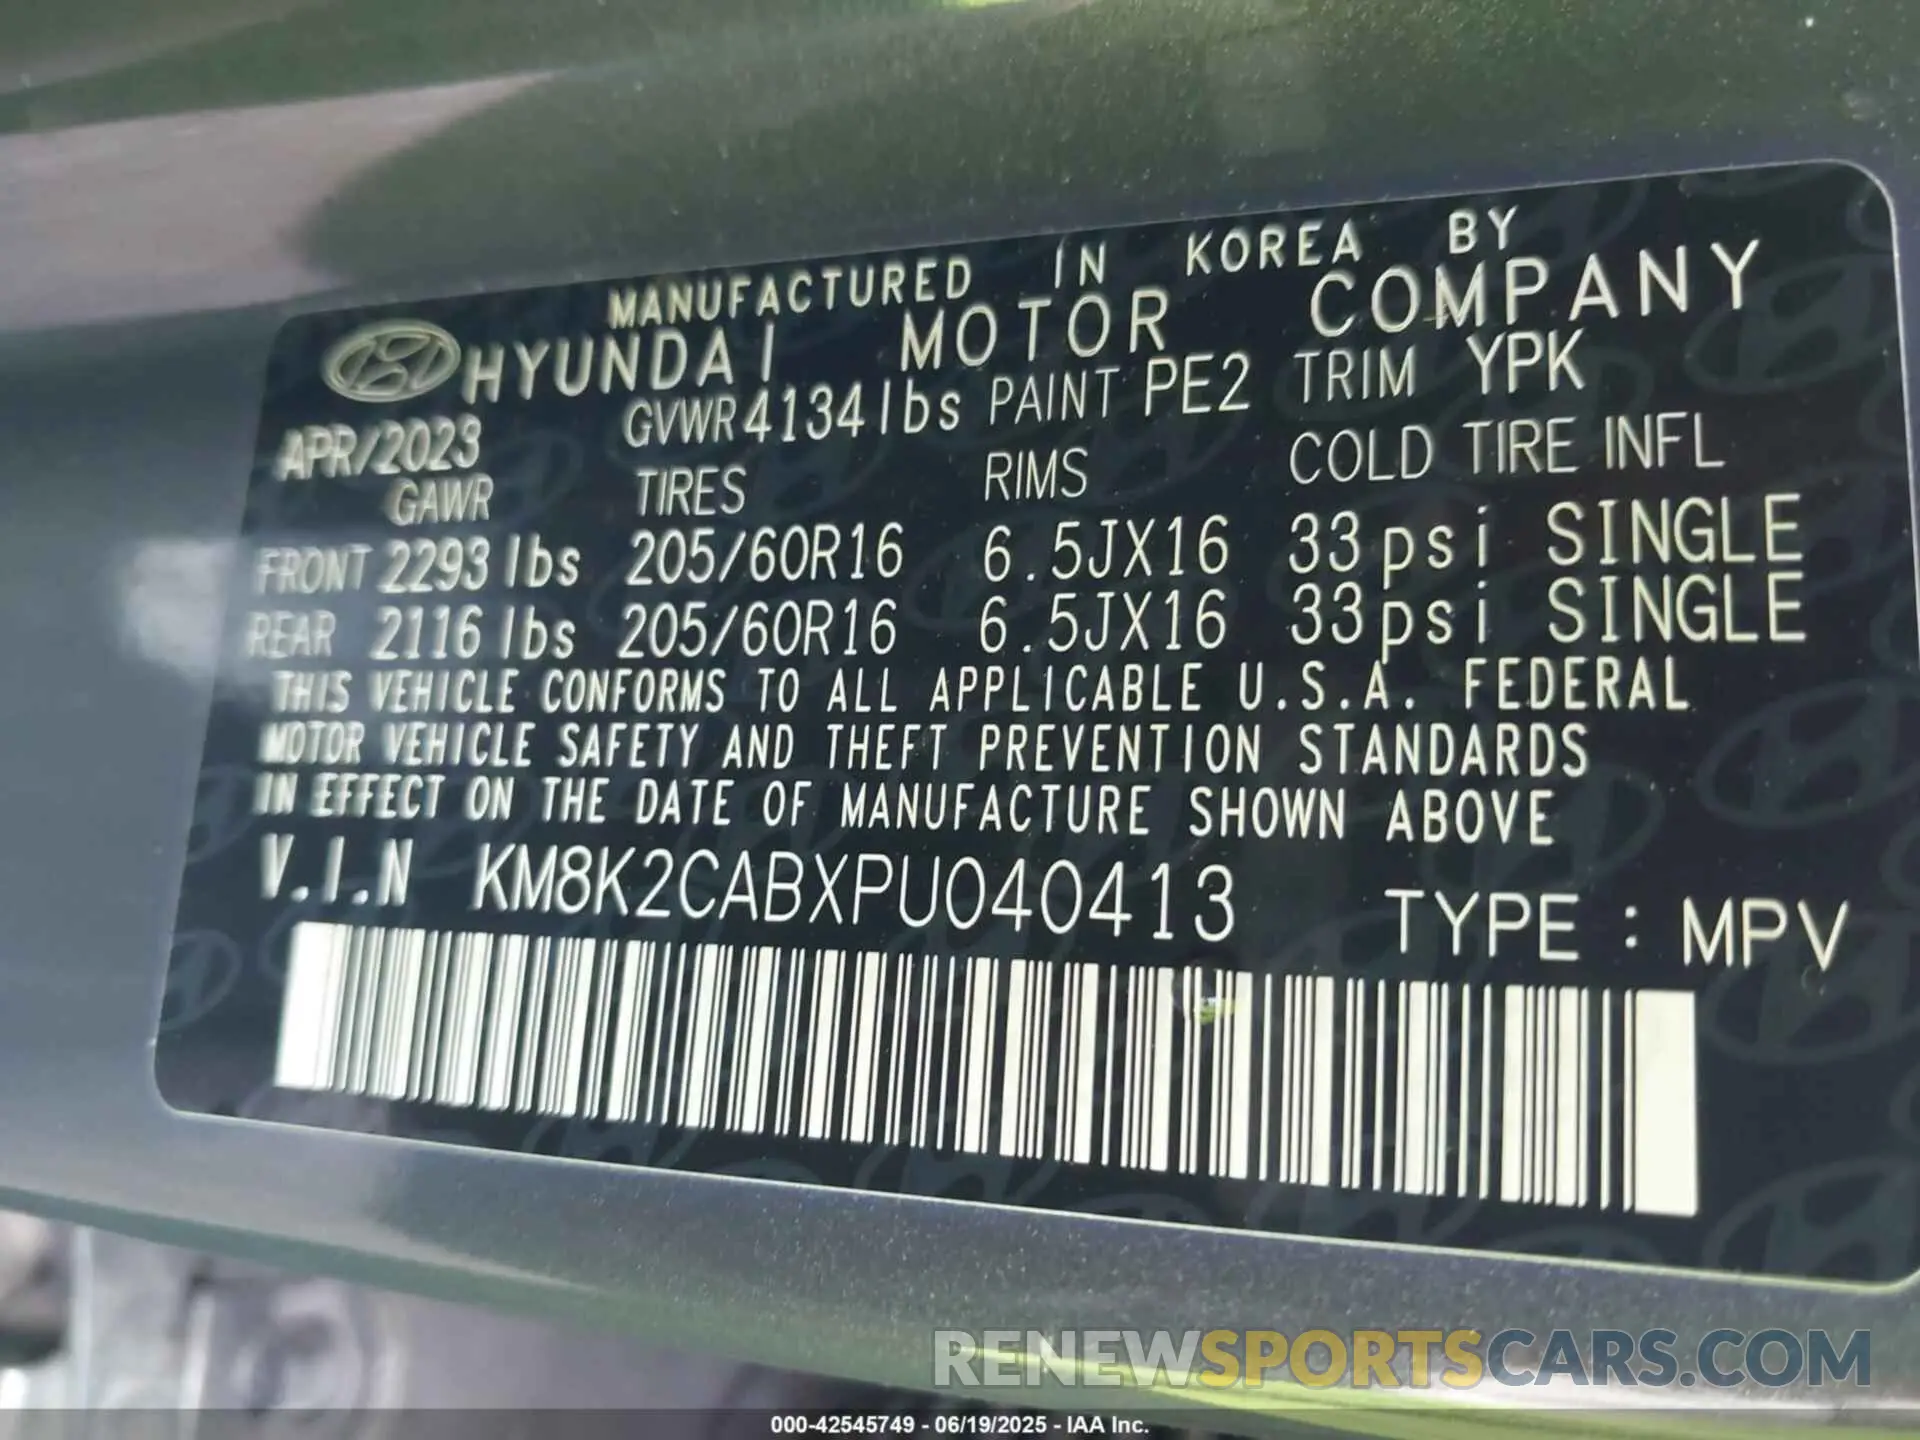 MANUFACTURED IN KOREA BY
HYUNDAI MOTOR COMPANY
APR/2023 GVWR 4134lbs PAINT PE2 TRIM YPK
GAWR TIRES RIMS COLD TIRE INFL
FRONT 2293 lbs 205/60R16 6.5JX16 33psi SINGLE
REAR 2116 lbs 205/60R16 6.5JX16 33psi SINGLE
THIS VEHICLE CONFORMS TO ALL APPLICABLE U.S.A. FEDERAL
MOTOR VEHICLE SAFETY AND THEFT PREVENTION STANDARDS
IN EFFECT ON THE DATE OF MANUFACTURE SHOWN ABOVE
V.I.N KM8K2CABXPU040413 TYPE : MPV
RENEWSPORTSCARS.COM
000-42545749 - 06/19/2025 - IAA Inc.